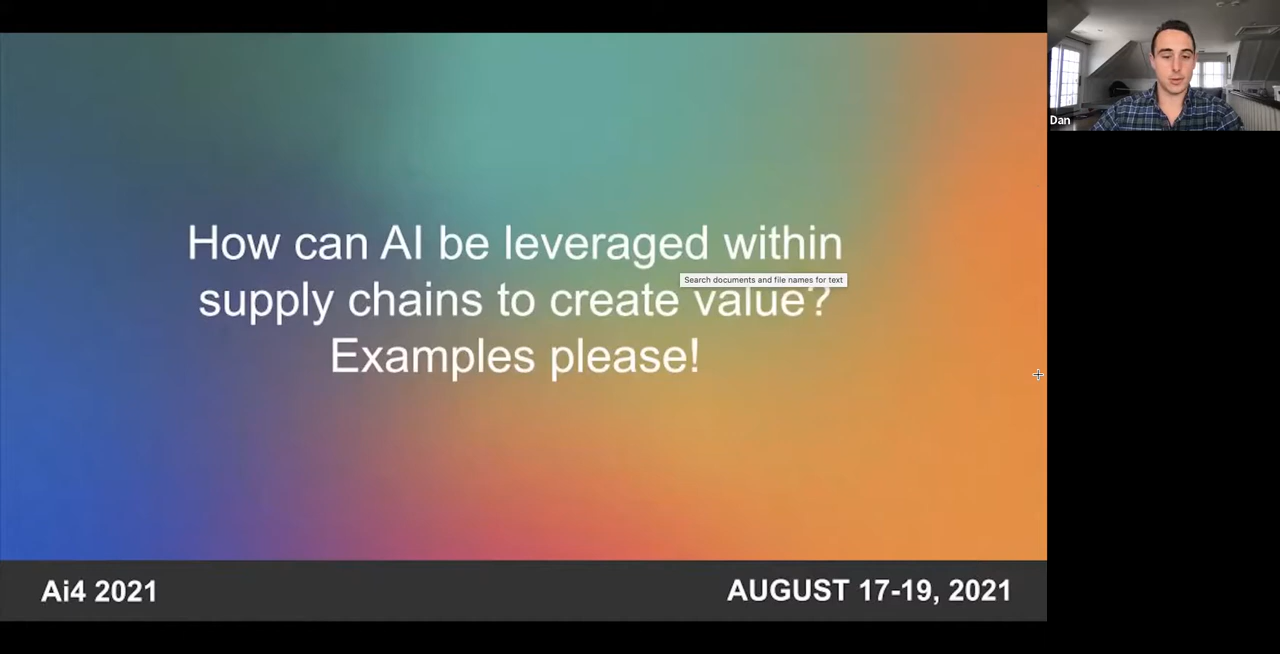 How can AI be leveraged within
supply chains to create value?
Examples please!
Search documents and file names for text
Ai4 2021
AUGUST 17-19, 2021
Dan